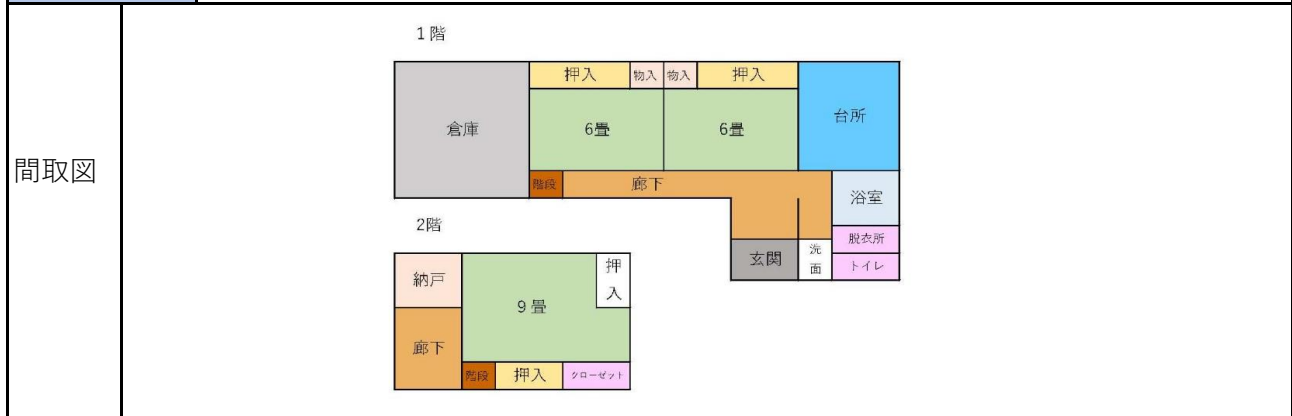 間取図
1階
押入
物入
物入
押入
倉庫
6畳
6畳
台所
階段
廊下
浴室
玄関
洗
面
脱衣所
トイレ
2階
納戸
9畳
押
入
廊下
階段
押入
クローゼット